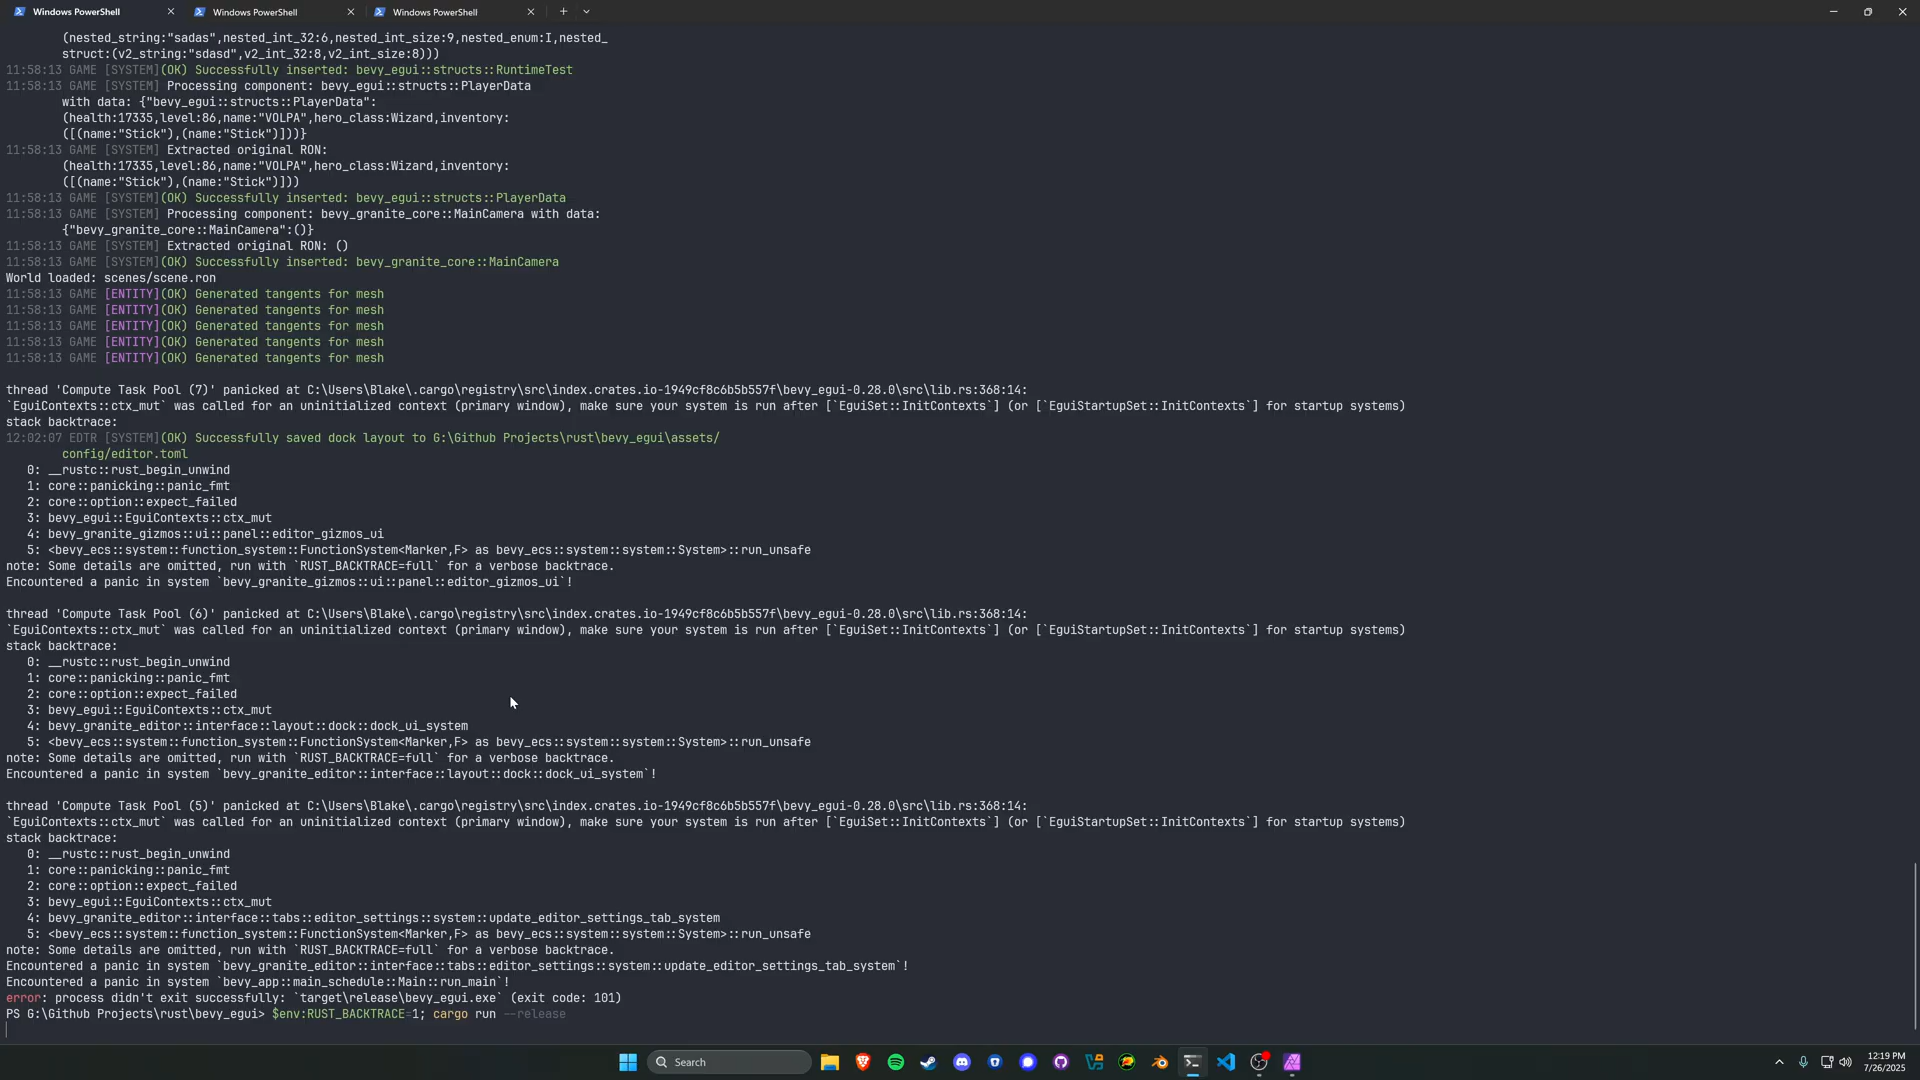 Windows PowerShell
Windows PowerShell
Windows PowerShell
(nested_string:"sadas",nested_int_32:6,nested_int_size:9,nested_enum:I,nested_
struct:(v2_string:"sdasd",v2_int_32:8,v2_int_size:8)))
11:58:13 GAME [SYSTEM](OK) Successfully inserted: bevy_egui::structs::RuntimeTest
11:58:13 GAME [SYSTEM] Processing component: bevy_egui::structs::PlayerData
with data: {"bevy_egui::structs::PlayerData":
(health:17335,level:86,name:"VOLPA",hero_class:Wizard,inventory:
([(name:"Stick"),(name:"Stick")]))}
11:58:13 GAME [SYSTEM] Extracted original RON:
(health:17335,level:86,name:"VOLPA",hero_class:Wizard,inventory:
([(name:"Stick"),(name:"Stick")]))
11:58:13 GAME [SYSTEM](OK) Successfully inserted: bevy_egui::structs::PlayerData
11:58:13 GAME [SYSTEM] Processing component: bevy_granite_core::MainCamera with data:
{"bevy_granite_core::MainCamera":()}
11:58:13 GAME [SYSTEM] Extracted original RON: ()
11:58:13 GAME [SYSTEM](OK) Successfully inserted: bevy_granite_core::MainCamera
World loaded: scenes/scene.ron
11:58:13 GAME [ENTITY](OK) Generated tangents for mesh
11:58:13 GAME [ENTITY](OK) Generated tangents for mesh
11:58:13 GAME [ENTITY](OK) Generated tangents for mesh
11:58:13 GAME [ENTITY](OK) Generated tangents for mesh
11:58:13 GAME [ENTITY](OK) Generated tangents for mesh
thread 'Compute Task Pool (7)' panicked at C:\Users\Blake\.cargo\registry\src\index.crates.io-1949cf8c6b5b557f\bevy_egui-0.28.0\src\lib.rs:368:14:
`EguiContexts::ctx_mut` was called for an uninitialized context (primary window), make sure your system is run after [`EguiSet::InitContexts`] (or [`EguiStartupSet::InitContexts`] for startup systems)
stack backtrace:
12:02:07 EDTR [SYSTEM](OK) Successfully saved dock layout to G:\Github Projects\rust\bevy_egui\assets/
config/editor.toml
0: __rustc::rust_begin_unwind
1: core::panicking::panic_fmt
2: core::option::expect_failed
3: bevy_egui::EguiContexts::ctx_mut
4: bevy_granite_gizmos::ui::panel::editor_gizmos_ui
5: <bevy_ecs::system::function_system::FunctionSystem<Marker,F> as bevy_ecs::system::system::System>::run_unsafe
note: Some details are omitted, run with `RUST_BACKTRACE=full` for a verbose backtrace.
Encountered a panic in system `bevy_granite_gizmos::ui::panel::editor_gizmos_ui`!
thread 'Compute Task Pool (6)' panicked at C:\Users\Blake\.cargo\registry\src\index.crates.io-1949cf8c6b5b557f\bevy_egui-0.28.0\src\lib.rs:368:14:
`EguiContexts::ctx_mut` was called for an uninitialized context (primary window), make sure your system is run after [`EguiSet::InitContexts`] (or [`EguiStartupSet::InitContexts`] for startup systems)
stack backtrace:
0: __rustc::rust_begin_unwind
1: core::panicking::panic_fmt
2: core::option::expect_failed
3: bevy_egui::EguiContexts::ctx_mut
4: bevy_granite_editor::interface::layout::dock::dock_ui_system
5: <bevy_ecs::system::function_system::FunctionSystem<Marker,F> as bevy_ecs::system::system::System>::run_unsafe
note: Some details are omitted, run with `RUST_BACKTRACE=full` for a verbose backtrace.
Encountered a panic in system `bevy_granite_editor::interface::layout::dock::dock_ui_system`!
thread 'Compute Task Pool (5)' panicked at C:\Users\Blake\.cargo\registry\src\index.crates.io-1949cf8c6b5b557f\bevy_egui-0.28.0\src\lib.rs:368:14:
`EguiContexts::ctx_mut` was called for an uninitialized context (primary window), make sure your system is run after [`EguiSet::InitContexts`] (or [`EguiStartupSet::InitContexts`] for startup systems)
stack backtrace:
0: __rustc::rust_begin_unwind
1: core::panicking::panic_fmt
2: core::option::expect_failed
3: bevy_egui::EguiContexts::ctx_mut
4: bevy_granite_editor::interface::tabs::editor_settings::system::update_editor_settings_tab_system
5: <bevy_ecs::system::function_system::FunctionSystem<Marker,F> as bevy_ecs::system::system::System>::run_unsafe
note: Some details are omitted, run with `RUST_BACKTRACE=full` for a verbose backtrace.
Encountered a panic in system `bevy_granite_editor::interface::tabs::editor_settings::system::update_editor_settings_tab_system`!
Encountered a panic in system `bevy_app::main_schedule::Main::run_main`!
error: process didn't exit successfully: `target\release\bevy_egui.exe` (exit code: 101)
PS G:\Github Projects\rust\bevy_egui> $env:RUST_BACKTRACE=1; cargo run --release
Search
12:19 PM
7/26/2025